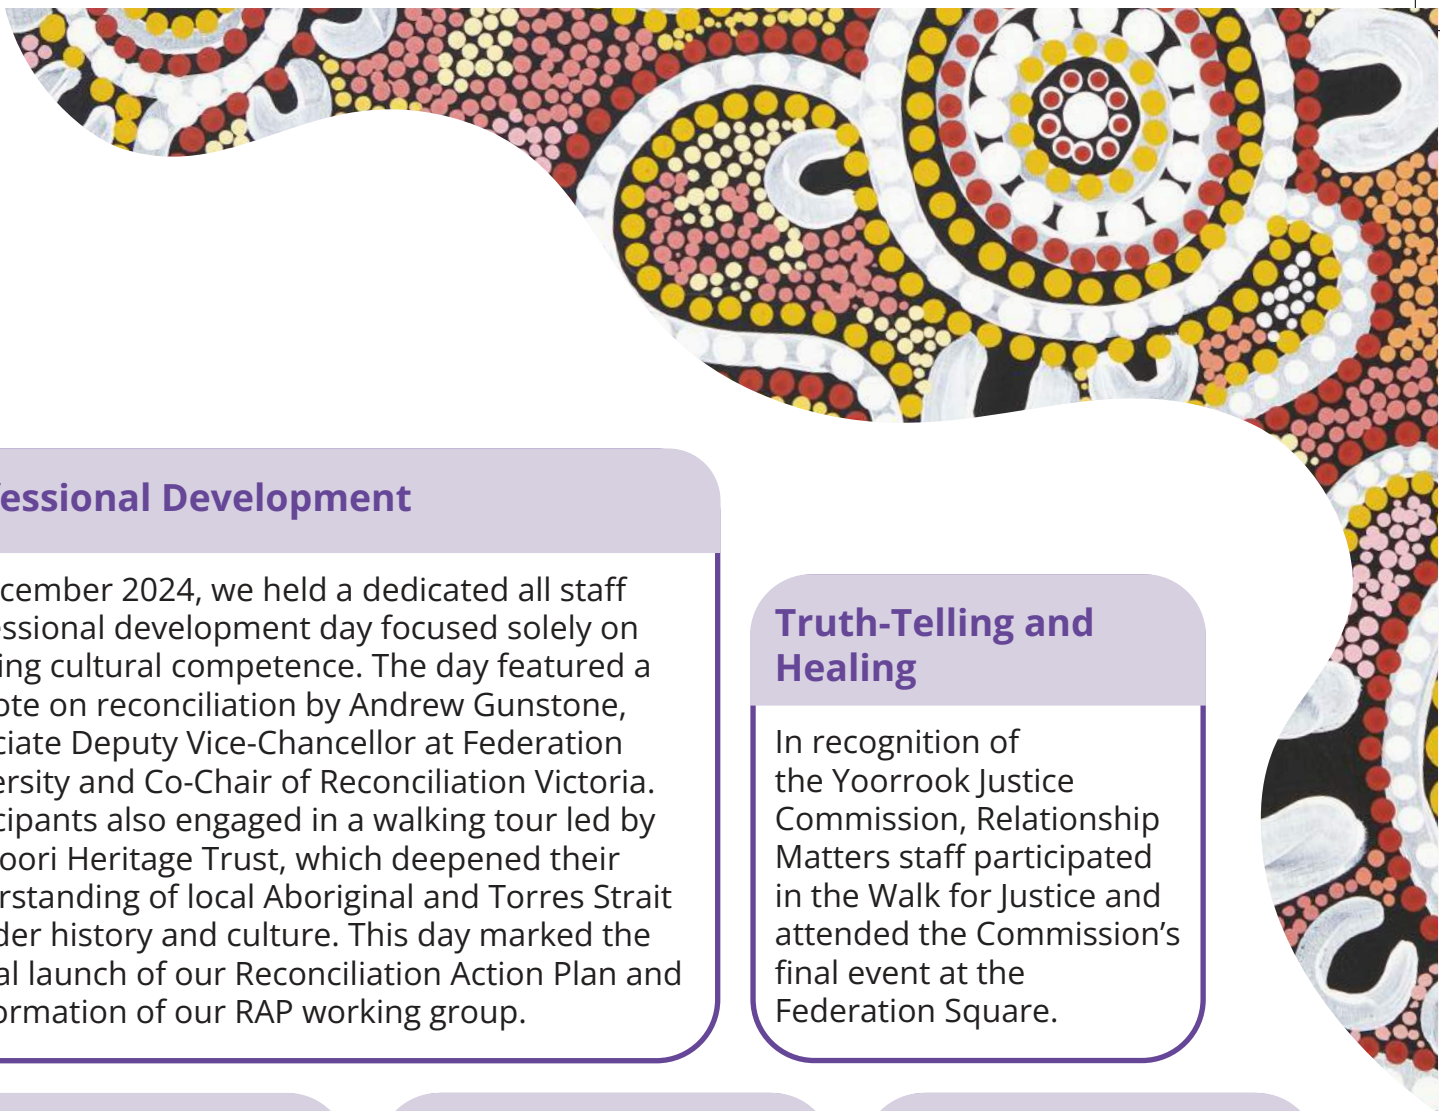 essional Development
cember 2024, we held a dedicated all staff
essional development day focused solely on
ing cultural competence. The day featured a
ote on reconciliation by Andrew Gunstone,
ciate Deputy Vice-Chancellor at Federation
ersity and Co-Chair of Reconciliation Victoria.
cipants also engaged in a walking tour led by
oori Heritage Trust, which deepened their
rstanding of local Aboriginal and Torres Strait
der history and culture. This day marked the
al launch of our Reconciliation Action Plan and
ormation of our RAP working group.
Truth-Telling and
Healing
In recognition of
the Yoorrook Justice
Commission, Relationship
Matters staff participated
in the Walk for Justice and
attended the Commission’s
final event at the
Federation Square.